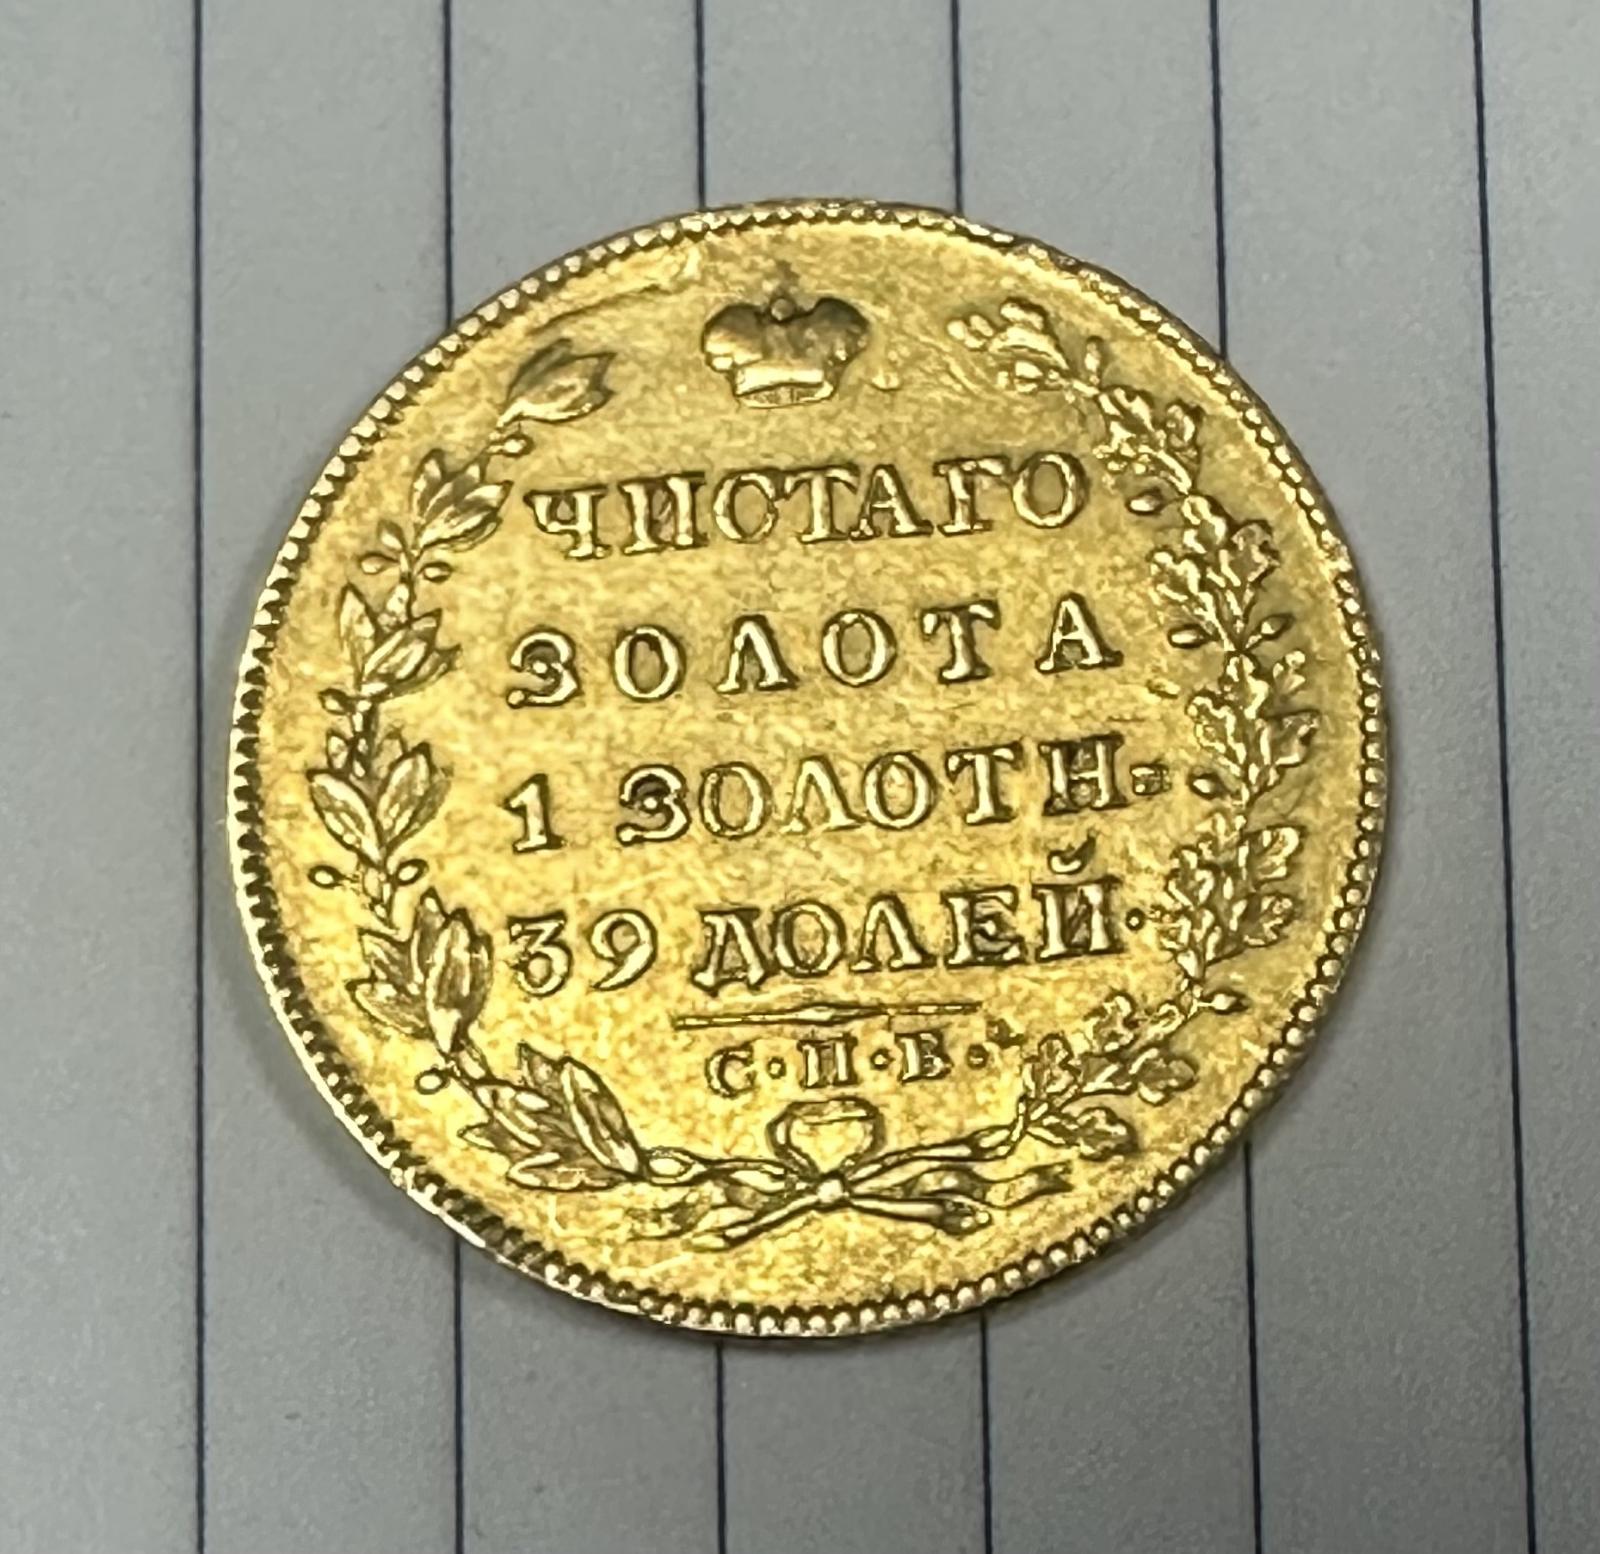 ЧИСТАГО
ЗОЛОТА
1 ЗОЛОТН.
39 ДОЛЕЙ.
С·П·Б·